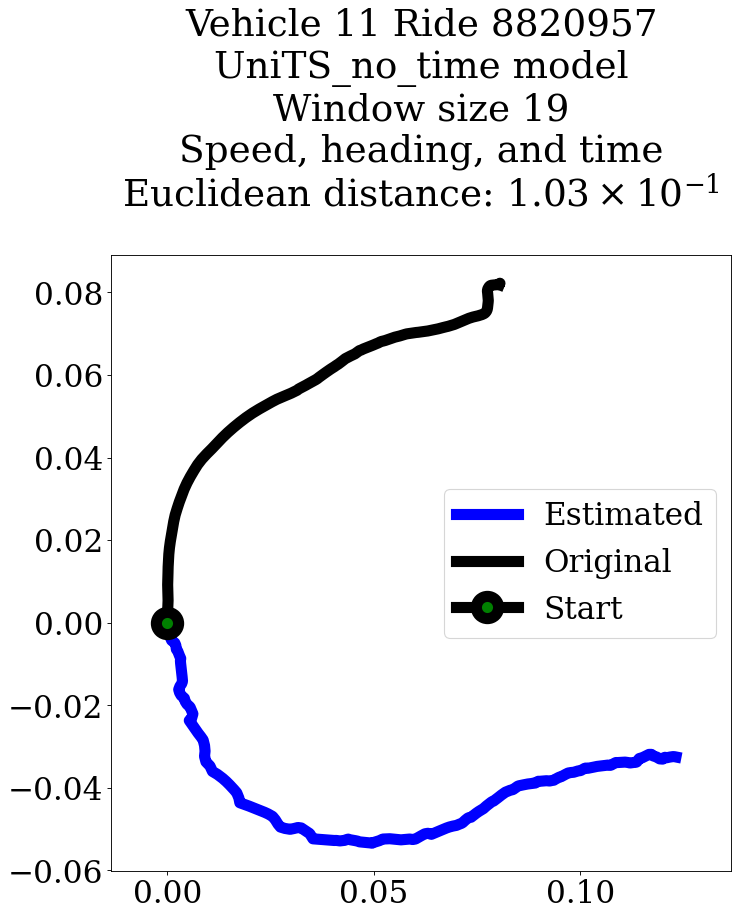 Vehicle 11 Ride 8820957
UniTS_no_time model
Window size 19
Speed, heading, and time
Euclidean distance: 1.03 × 10⁻¹
0.08
0.06
0.04
0.02
0.00
−0.02
−0.04
−0.06
Estimated
Original
Start
0.00 0.05 0.10